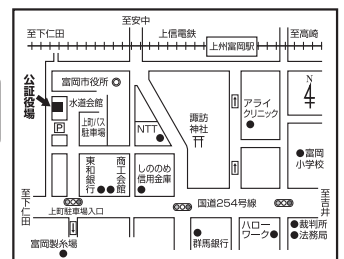 至安中
至下仁田
上信電鉄
至高崎
上州富岡駅
富岡市役所
公証役場
水道会館
上町バス
駐車場
P
NTT
諏訪
神社
アライ
クリニック
N
4
富岡
小学校
東和銀行
商工会館
しののめ
信用金庫
至下仁田
上町駐車場入口
国道254号線
至吉井
富岡製糸場
群馬銀行
ハロー
ワーク
裁判所
法務局